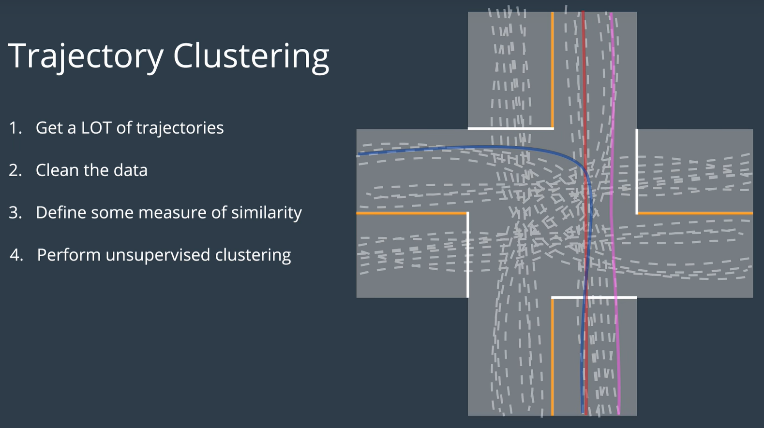 Trajectory Clustering
1. Get a LOT of trajectories
2. Clean the data
3. Define some measure of similarity
4. Perform unsupervised clustering